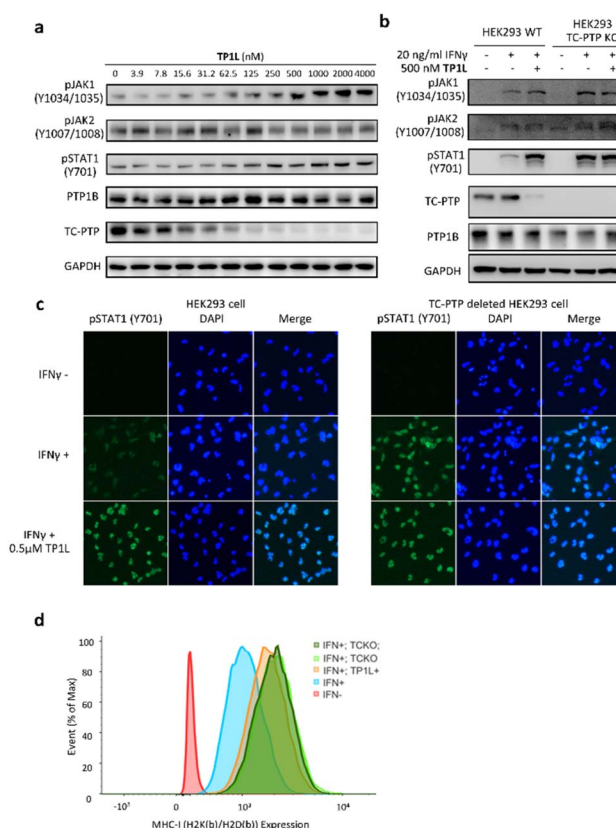 a
TP1L (nM)
0 3.9 7.8 15.6 31.2 62.5 125 250 500 1000 2000 4000
pJAK1
(Y1034/1035)
pJAK2
(Y1007/1008)
pSTAT1
(Y701)
PTP1B
TC-PTP
GAPDH
b
HEK293 WT
HEK293
TC-PTP KO
20 ng/ml IFNγ - + + - + +
500 nM TP1L - - + - - +
pJAK1
(Y1034/1035)
pJAK2
(Y1007/1008)
pSTAT1
(Y701)
TC-PTP
PTP1B
GAPDH
c
HEK293 cell
pSTAT1 (Y701) DAPI Merge
TC-PTP deleted HEK293 cell
pSTAT1 (Y701) DAPI Merge
IFNγ -
IFNγ +
IFNγ +
0.5μM TP1L
d
Event (% of Max)
100
80
60
40
20
0
-10³ 0 10³ 10⁴
MHC-I (H2K(b)/H2D(b)) Expression
IFN+; TCKO;
IFN+; TCKO
IFN+; TP1L+
IFN+
IFN-